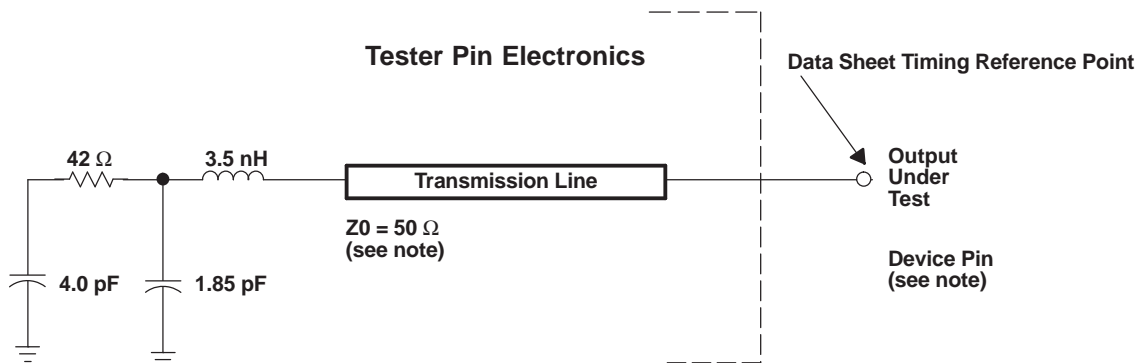 Tester Pin Electronics
Data Sheet Timing Reference Point
42 Ω
3.5 nH
Transmission Line
Output
Under
Test
Z0 = 50 Ω
(see note)
Device Pin
(see note)
4.0 pF
1.85 pF